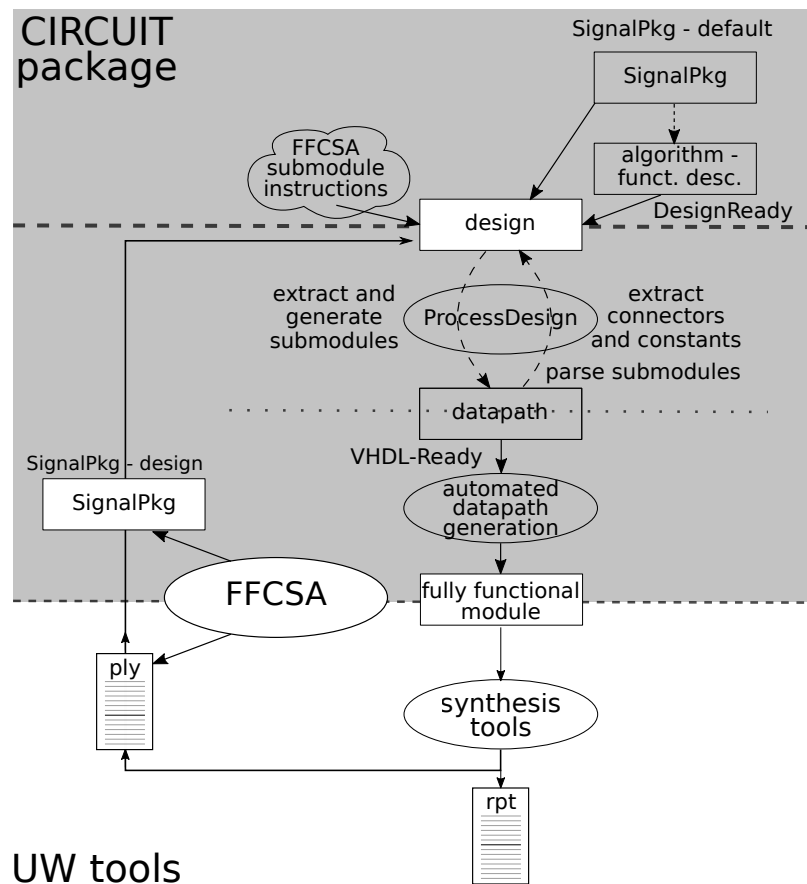 CIRCUIT
package
SignalPkg - default
SignalPkg
FFCSA
submodule
instructions
algorithm -
funct. desc.
DesignReady
design
extract and
generate
submodules
ProcessDesign
extract
connectors
and constants
parse submodules
datapath
VHDL-Ready
SignalPkg - design
SignalPkg
automated
datapath
generation
FFCSA
fully functional
module
ply
synthesis
tools
rpt
UW tools